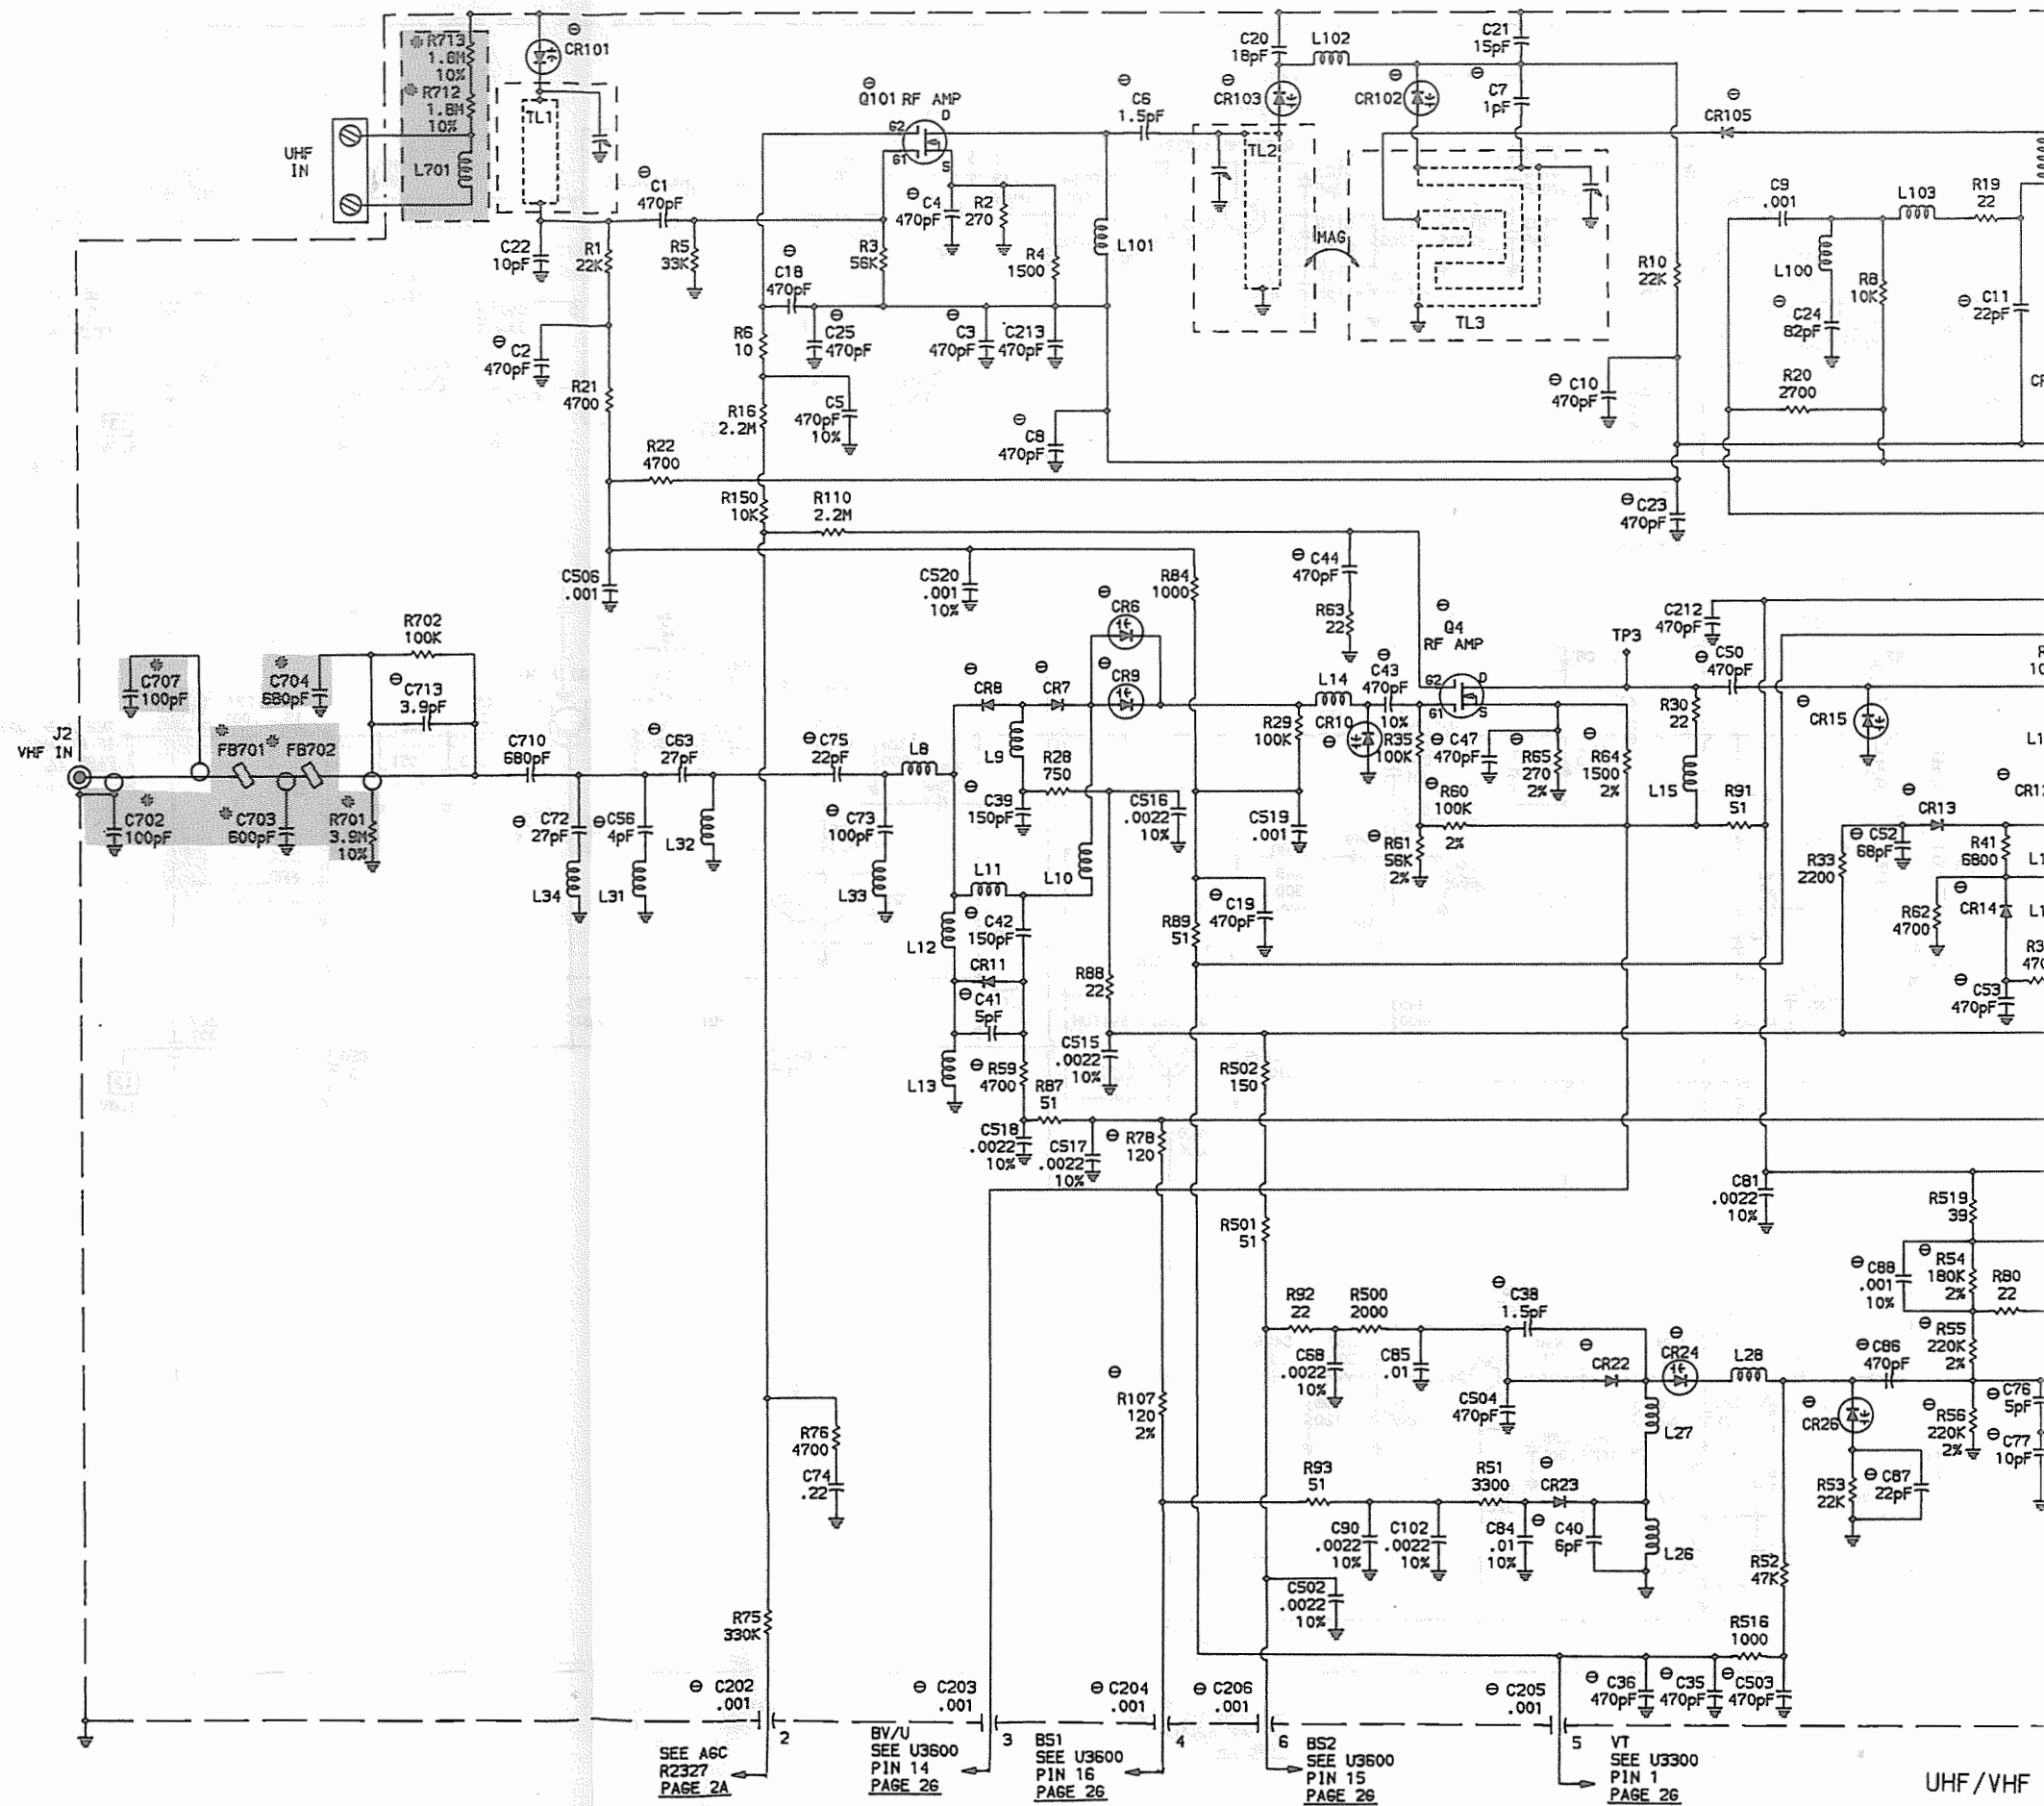 R713
1.8M
10%
R712
1.8M
10%
L701
UHF
IN
CR101
TL1
C1
470pF
C22
10pF
R1
22K
R5
33K
C2
470pF
R21
4700
R22
4700
Q101 RF AMP
G2
D
G1
S
C4
470pF
R2
270
R3
56K
R4
1500
C18
470pF
C25
470pF
C3
470pF
C213
470pF
R6
10
R16
2.2M
C5
470pF
10%
C8
470pF
L101
C6
1.5pF
C20
18pF
L102
CR103
CR102
C21
15pF
C7
1pF
TL2
MAG
TL3
CR105
R10
22K
C10
470pF
C23
470pF
C9
.001
L103
R19
22
L100
R8
10K
C24
82pF
C11
22pF
R20
2700
R150
10K
R110
2.2M
C506
.001
C520
.001
10%
R84
1000
C44
470pF
R63
22
CR6
CR9
CR8
CR7
L9
R28
750
C39
150pF
C516
.0022
10%
L14
C43
470pF
10%
R29
100K
CR10
C519
.001
R35
100K
C47
470pF
R65
270
2%
R64
1500
2%
R60
100K
2%
R61
56K
2%
Q4
RF AMP
G2
D
G1
S
TP3
C212
470pF
C50
470pF
R30
22
L15
R91
51
CR15
CR13
C52
68pF
R33
2200
R41
6800
R62
4700
CR14
C53
470pF
R702
100K
C713
3.9pF
C707
100pF
C704
680pF
J2
VHF IN
FB701
FB702
C702
100pF
C703
600pF
R701
3.9M
10%
C710
680pF
C63
27pF
C75
22pF
L8
C72
27pF
C56
4pF
L32
C73
100pF
L34
L31
L33
L11
L10
L12
C42
150pF
CR11
C41
5pF
L13
R59
4700
R87
51
R88
22
C515
.0022
10%
R89
51
C19
470pF
R502
150
C518
.0022
10%
C517
.0022
10%
R78
120
R501
51
C81
.0022
10%
R519
39
C88
.001
10%
R54
180K
2%
R80
22
R55
220K
2%
C86
470pF
R56
220K
2%
C76
5pF
C77
10pF
R92
22
R500
2000
C38
1.5pF
C68
.0022
10%
C85
.01
CR22
CR24
L28
C504
470pF
L27
CR26
R53
22K
C87
22pF
R107
120
2%
R76
4700
C74
.22
R93
51
R51
3300
CR23
C90
.0022
10%
C102
.0022
10%
C84
.01
10%
C40
6pF
L26
R52
47K
C502
.0022
10%
R75
330K
R516
1000
C36
470pF
C35
470pF
C503
470pF
C202
.001
C203
.001
C204
.001
C206
.001
C205
.001
2
3
4
6
5
SEE AGC
R2327
PAGE 2A
BV/U
SEE U3600
PIN 14
PAGE 2G
BS1
SEE U3600
PIN 16
PAGE 2G
BS2
SEE U3600
PIN 15
PAGE 2G
VT
SEE U3300
PIN 1
PAGE 2G
UHF/VHF